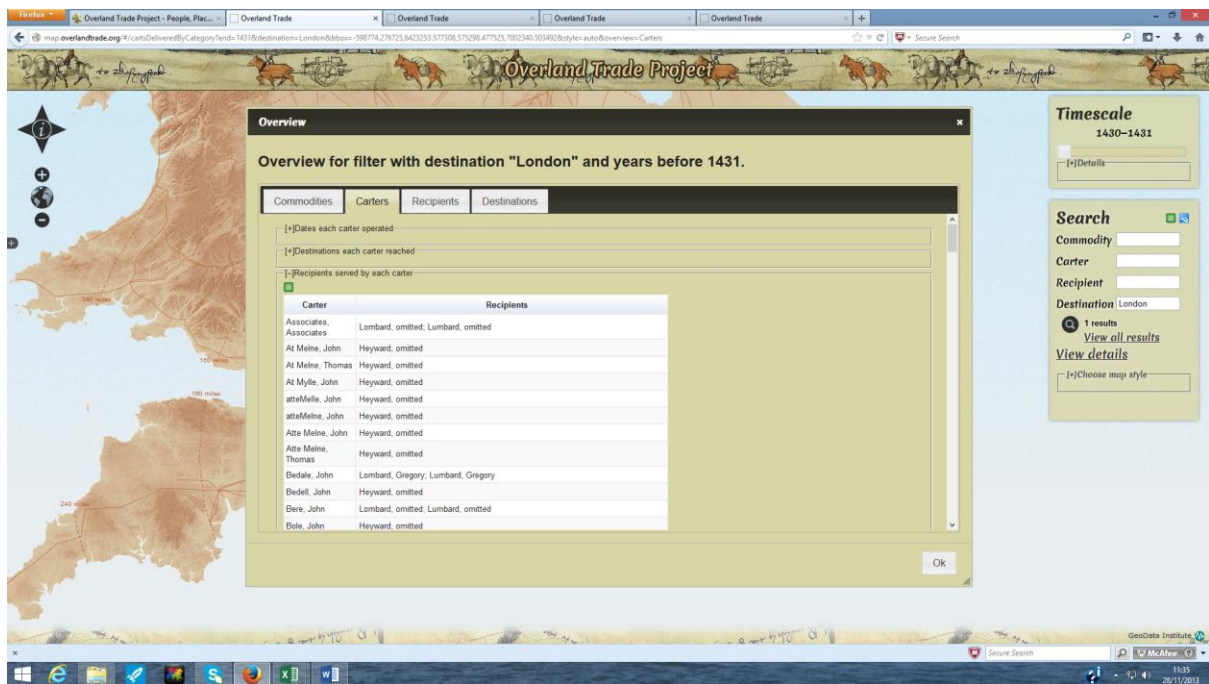 Firefox
Overland Trade Project - People, Plac...
Overland Trade
Overland Trade
Overland Trade
Overland Trade
map.overlandtrade.org/#/cartsDeliveredByCategory?end=1431&destination=London&bbox=-598774.276725,6423253.577308,575298.477525,7002340.503492&style=auto&overview=Carters
Secure Search
Overland Trade Project
Overview
Overview for filter with destination "London" and years before 1431.
Commodities Carters Recipients Destinations
[+]Dates each carter operated
[+]Destinations each carter reached
[-]Recipients served by each carter
Carter Recipients
Associates, Associates Lombard, omitted; Lumbard, omitted
At Melne, John Heyward, omitted
At Melne, Thomas Heyward, omitted
At Mylle, John Heyward, omitted
atteMelle, John Heyward, omitted
atteMelne, John Heyward, omitted
Atte Melne, John Heyward, omitted
Atte Melne, Thomas Heyward, omitted
Bedale, John Lombard, Gregory; Lumbard, Gregory
Bedell, John Heyward, omitted
Bere, John Lombard, omitted; Lumbard, omitted
Bole, John Heyward, omitted
Ok
Timescale
1430–1431
[+]Details
Search
Commodity
Carter
Recipient
Destination London
1 results
View all results
View details
[+]Choose map style
240 miles
160 miles
160 miles
240 miles
GeoData Institute
Secure Search
McAfee
11:35
28/11/2013